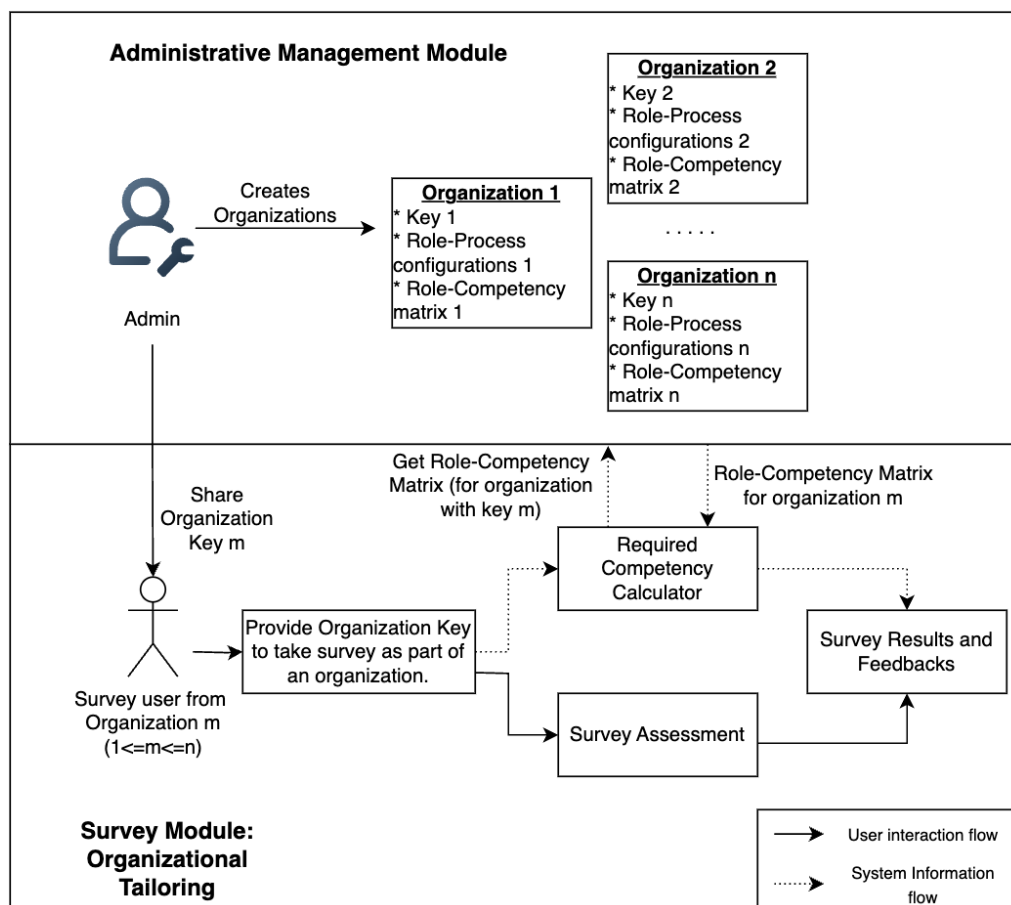 Administrative Management Module
Creates
Organizations
Admin
Organization 1
* Key 1
* Role-Process
configurations 1
* Role-Competency
matrix 1
Organization 2
* Key 2
* Role-Process
configurations 2
* Role-Competency
matrix 2
. . . . .
Organization n
* Key n
* Role-Process
configurations n
* Role-Competency
matrix n
Share
Organization
Key m
Survey user from
Organization m
(1<=m<=n)
Provide Organization Key
to take survey as part of
an organization.
Get Role-Competency
Matrix (for organization
with key m)
Role-Competency Matrix
for organization m
Required
Competency
Calculator
Survey Assessment
Survey Results and
Feedbacks
Survey Module:
Organizational
Tailoring
User interaction flow
System Information
flow